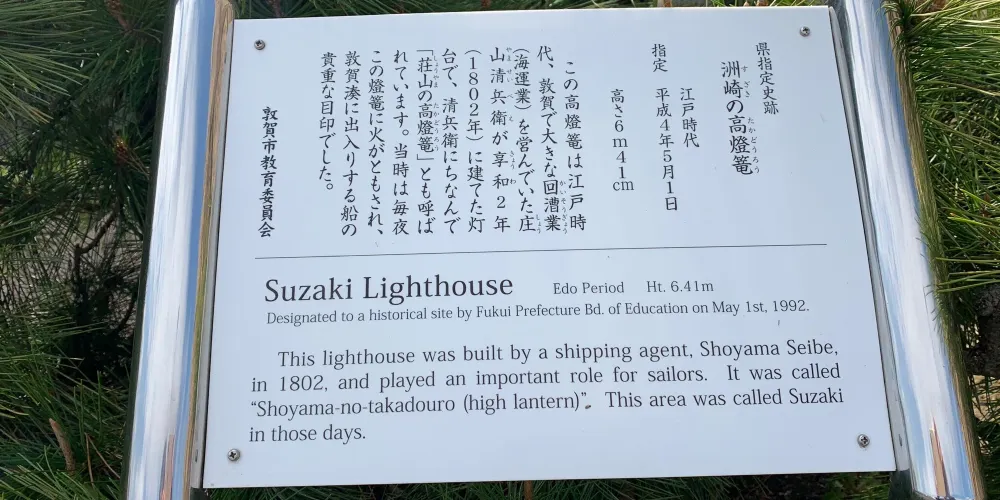 県指定史跡
洲崎の高燈篭
江戸時代
指定 平成4年5月1日
高さ6m41cm
この高燈篭は江戸時
代、敦賀で大きな回漕業
(海運業)を営んでいた庄
山清兵衛が享和2年
(1802年)に建てた灯
台で、清兵衛にちなんで
「荘山の高燈篭」とも呼ば
れています。当時は毎夜
この燈篭に火がともされ、
敦賀湊に出入りする船の
貴重な目印でした。
敦賀市教育委員会
Suzaki Lighthouse Edo Period Ht. 6.41m
Designated to a historical site by Fukui Prefecture Bd. of Education on May 1st, 1992.
This lighthouse was built by a shipping agent, Shoyama Seibe,
in 1802, and played an important role for sailors. It was called
“Shoyama-no-takadouro (high lantern)”. This area was called Suzaki
in those days.